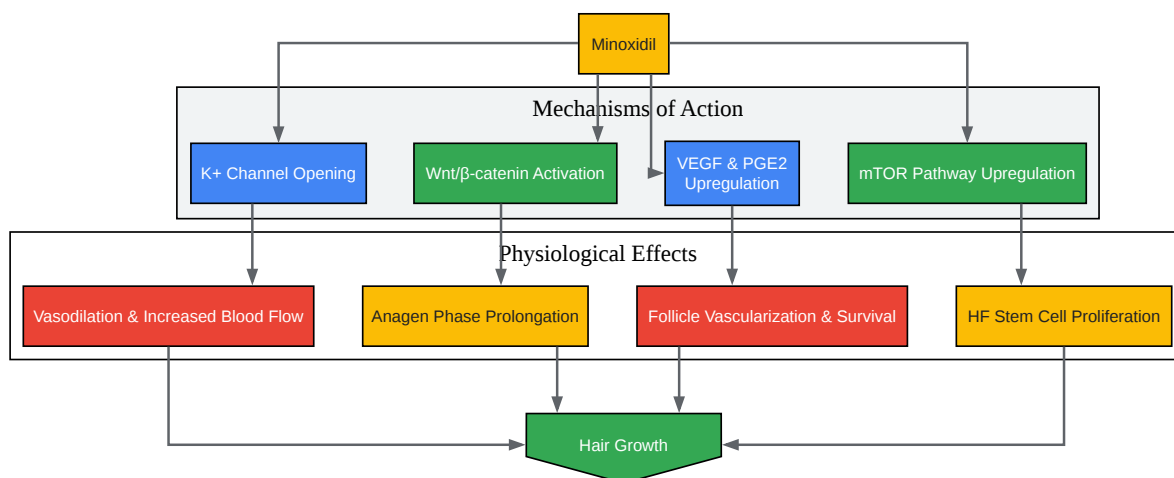 Minoxidil
Mechanisms of Action
K+ Channel Opening
Wnt/β-catenin Activation
VEGF & PGE2
Upregulation
mTOR Pathway Upregulation
Physiological Effects
Vasodilation & Increased Blood Flow
Anagen Phase Prolongation
Follicle Vascularization & Survival
HF Stem Cell Proliferation
Hair Growth